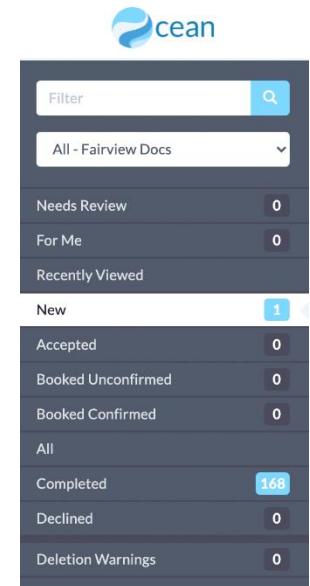 cean
Filter
All - Fairview Docs
Needs Review 0
For Me 0
Recently Viewed
New 1
Accepted 0
Booked Unconfirmed 0
Booked Confirmed 0
All
Completed 168
Declined 0
Deletion Warnings 0